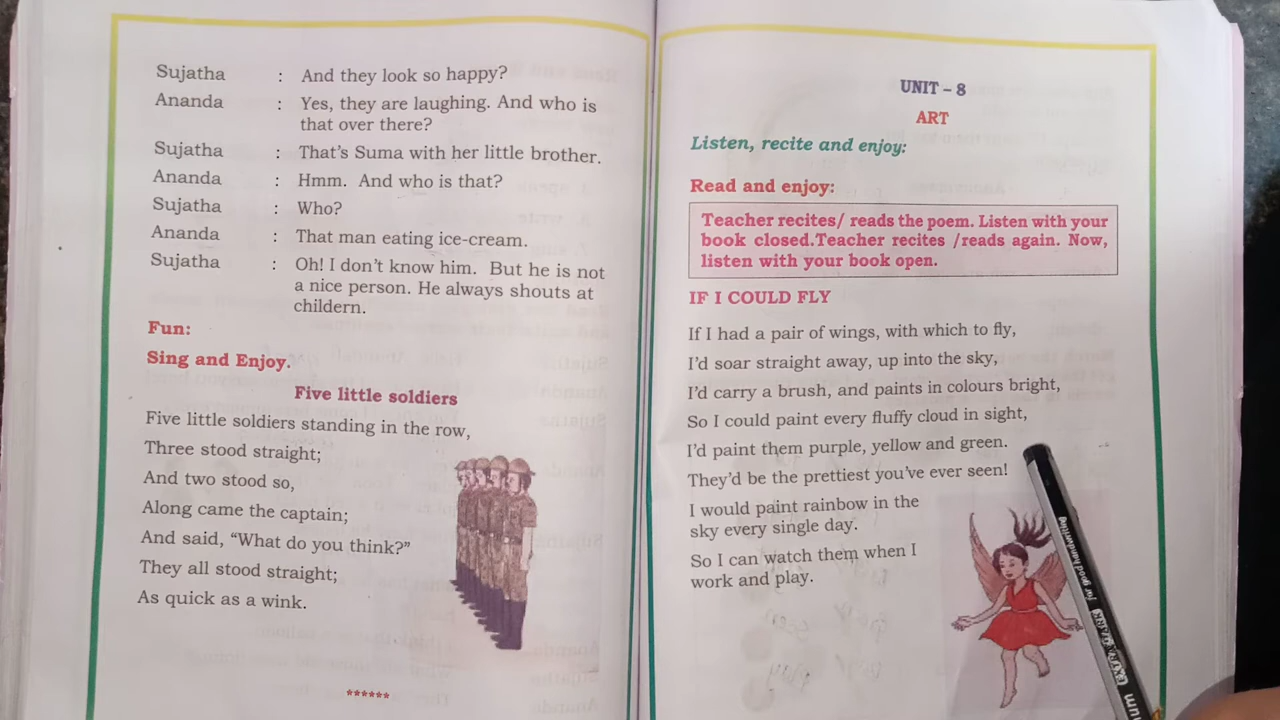 Sujatha : And they look so happy?
Ananda : Yes, they are laughing. And who is
that over there?
Sujatha : That's Suma with her little brother.
Ananda : Hmm. And who is that?
Sujatha : Who?
Ananda : That man eating ice-cream.
Sujatha : Oh! I don't know him. But he is not
a nice person. He always shouts at
childern.
Fun:
Sing and Enjoy.
Five little soldiers
Five little soldiers standing in the row,
Three stood straight;
And two stood so,
Along came the captain;
And said, “What do you think?”
They all stood straight;
As quick as a wink.
******
UNIT – 8
ART
Listen, recite and enjoy:
Read and enjoy:
Teacher recites/ reads the poem. Listen with your
book closed.Teacher recites /reads again. Now,
listen with your book open.
IF I COULD FLY
If I had a pair of wings, with which to fly,
I'd soar straight away, up into the sky,
I'd carry a brush, and paints in colours bright,
So I could paint every fluffy cloud in sight,
I'd paint them purple, yellow and green.
They'd be the prettiest you've ever seen!
I would paint rainbow in the
sky every single day.
So I can watch them when I
work and play.
for good handwriting